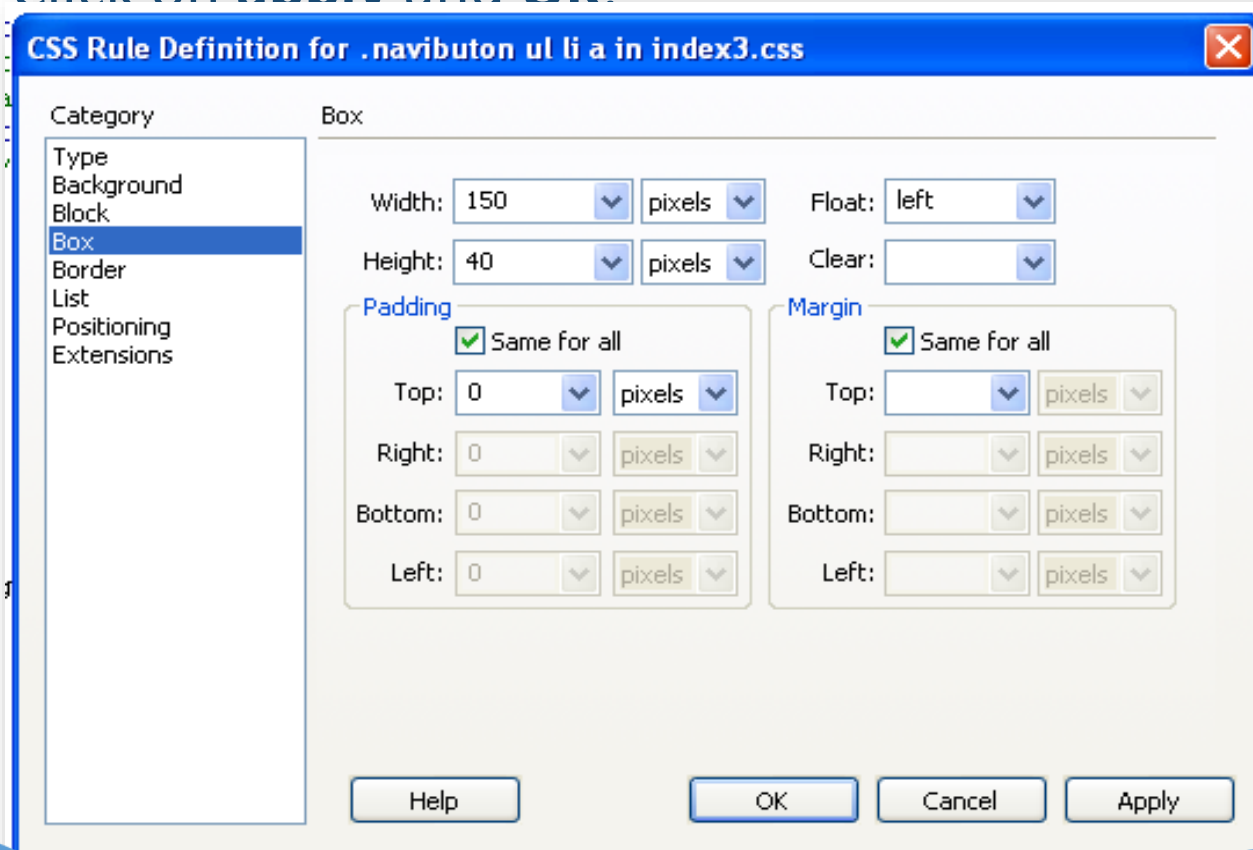 CSS Rule Definition for .navibuton ul li a in index3.css
Category
Box
Type
Background
Block
Box
Border
List
Positioning
Extensions
Width: 150 pixels Float: left
Height: 40 pixels Clear:
Padding Margin
Same for all Same for all
Top: 0 pixels Top: pixels
Right: 0 pixels Right: pixels
Bottom: 0 pixels Bottom: pixels
Left: 0 pixels Left: pixels
Help OK Cancel Apply